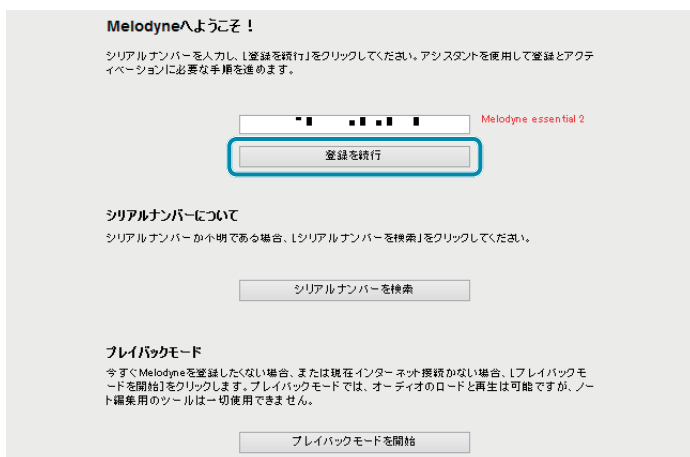 Melodyneへようこそ！
シリアルナンバーを入力し、[登録を続行]をクリックしてください。アシスタントを使用して登録とアクテ
ィベーションに必要な手順を進めます。
Melodyne essential 2
登録を続行
シリアルナンバーについて
シリアルナンバーが不明である場合、[シリアルナンバーを検索]をクリックしてください。
シリアルナンバーを検索
プレイバックモード
今すぐMelodyneを登録したくない場合、または現在インターネット接続がない場合、[プレイバックモ
ードを開始]をクリックします。プレイバックモードでは、オーディオのロードと再生は可能ですが、ノー
ト編集用のツールは一切使用できません。
プレイバックモードを開始